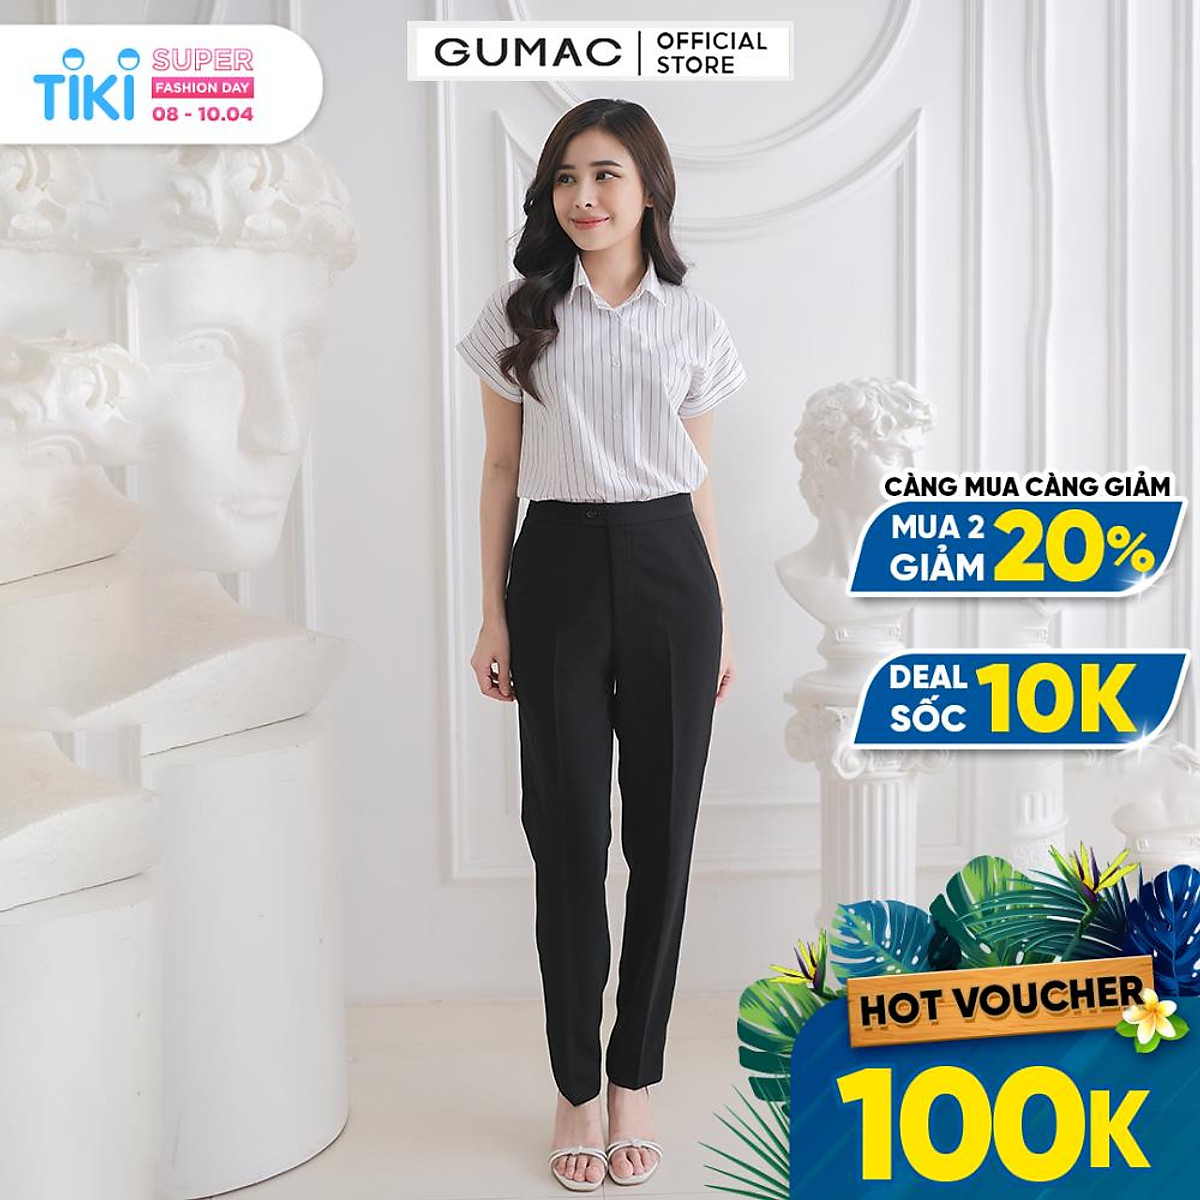 TIKI
SUPER
FASHION DAY
08 - 10.04
GUMAC
OFFICIAL
STORE
CÀNG MUA CÀNG GIẢM
MUA 2
GIẢM
20%
DEAL
SỐC
10K
HOT VOUCHER
100K